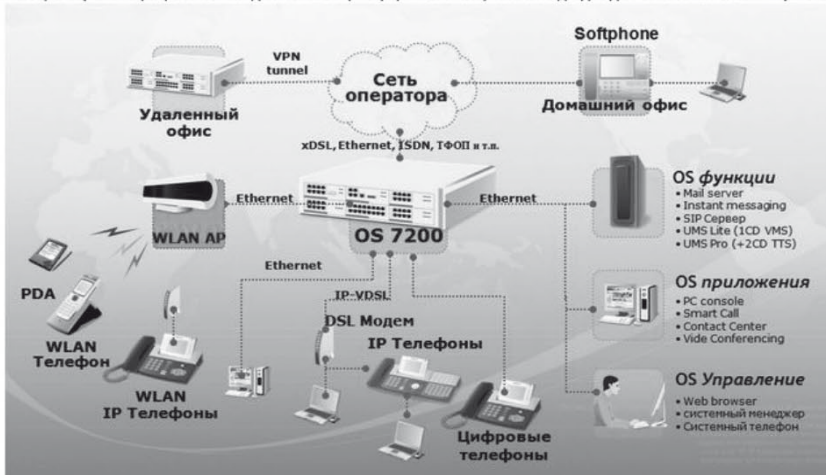 Softphone
VPN
tunnel
Сеть
оператора
Удаленный
офис
Домашний офис
xDSL, Ethernet, ISDN, ТФОП и т.п.
Ethernet
Ethernet
WLAN AP
OS 7200
OS функции
• Mail server
• Instant messaging
• SIP Сервер
• UMS Lite (1CD VMS)
• UMS Pro (+2CD TTS)
Ethernet
PDA
IP-VDSL
DSL Модем
IP Телефоны
WLAN
Телефон
WLAN
IP Телефоны
Цифровые
телефоны
OS приложения
• PC console
• Smart Call
• Contact Center
• Vide Conferencing
OS Управление
• Web browser
• системный менеджер
• Системный телефон